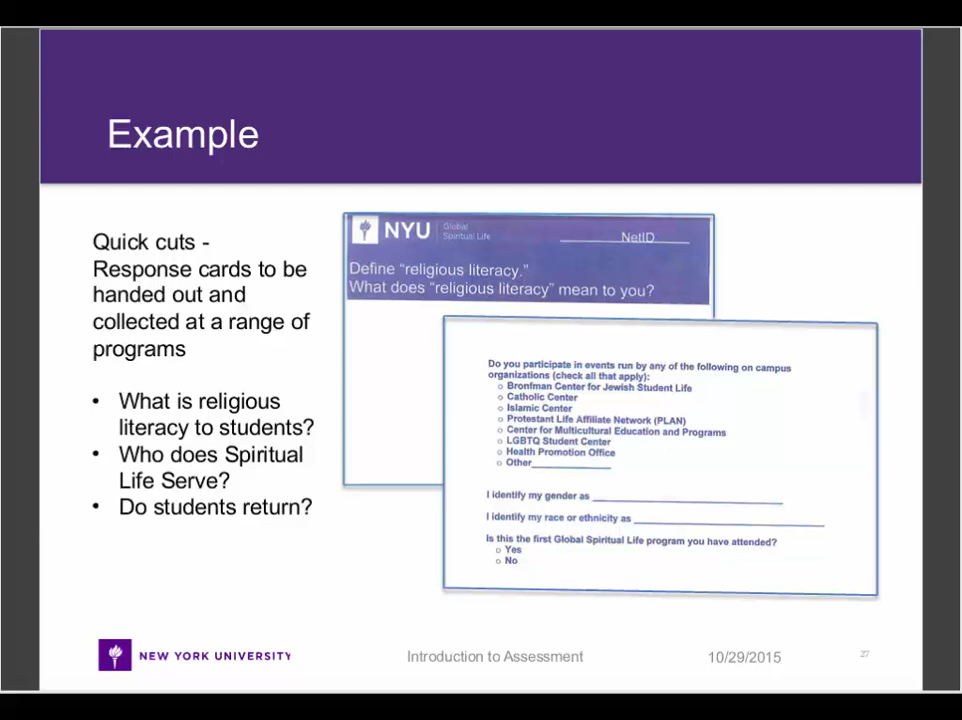 Example
Quick cuts -
Response cards to be
handed out and
collected at a range of
programs
• What is religious
literacy to students?
• Who does Spiritual
Life Serve?
• Do students return?
NYU Global
Spiritual Life
NetID
Define “religious literacy.”
What does “religious literacy” mean to you?
Do you participate in events run by any of the following on campus
organizations (check all that apply):
o Bronfman Center for Jewish Student Life
o Catholic Center
o Islamic Center
o Protestant Life Affiliate Network (PLAN)
o Center for Multicultural Education and Programs
o LGBTQ Student Center
o Health Promotion Office
o Other____________
I identify my gender as ____________
I identify my race or ethnicity as ____________
Is this the first Global Spiritual Life program you have attended?
o Yes
o No
NEW YORK UNIVERSITY
Introduction to Assessment
10/29/2015
27